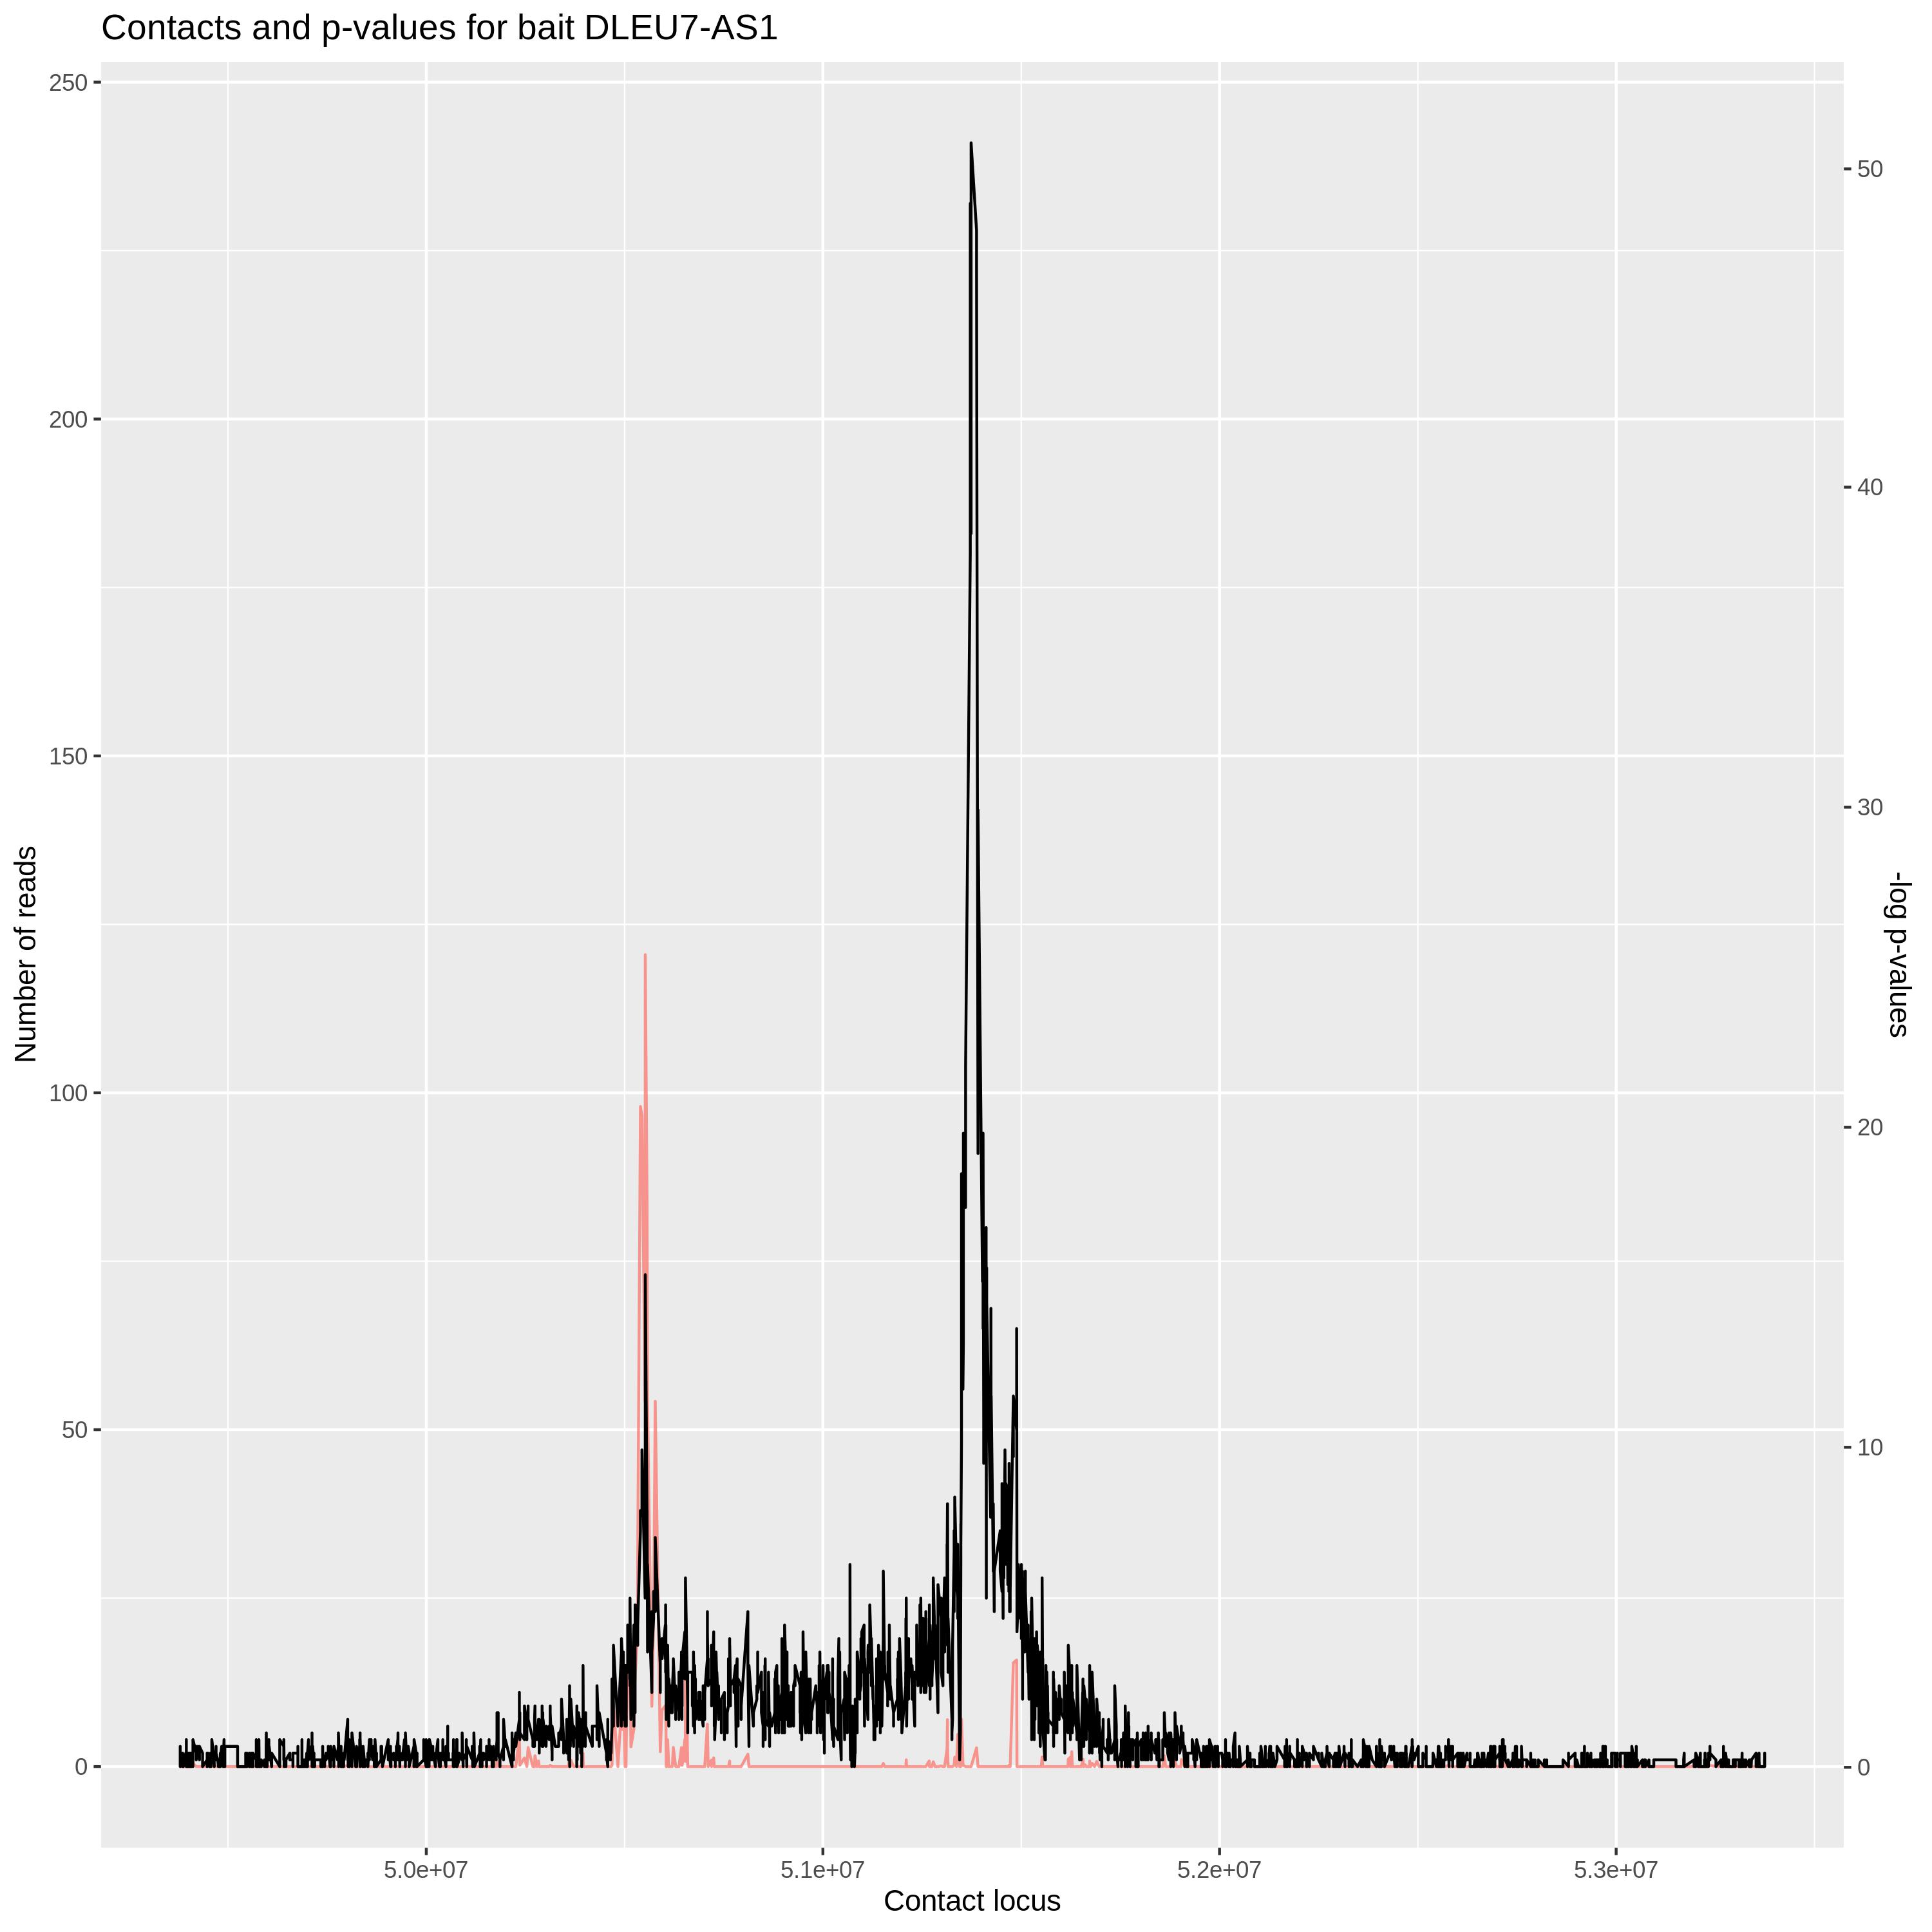 Contacts and p-values for bait DLEU7-AS1
250
200
150
100
50
0
Number of reads
50
40
30
20
10
0
-log p-values
5.0e+07 5.1e+07 5.2e+07 5.3e+07
Contact locus